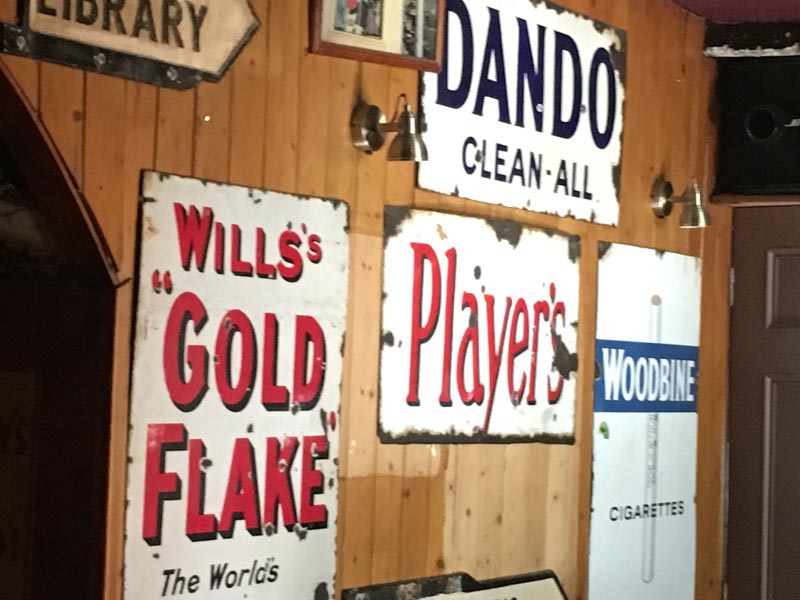 LIBRARY
DANDO
CLEAN-ALL
WILLS's
"GOLD
FLAKE"
The World's
Player's
WOODBINE
CIGARETTES